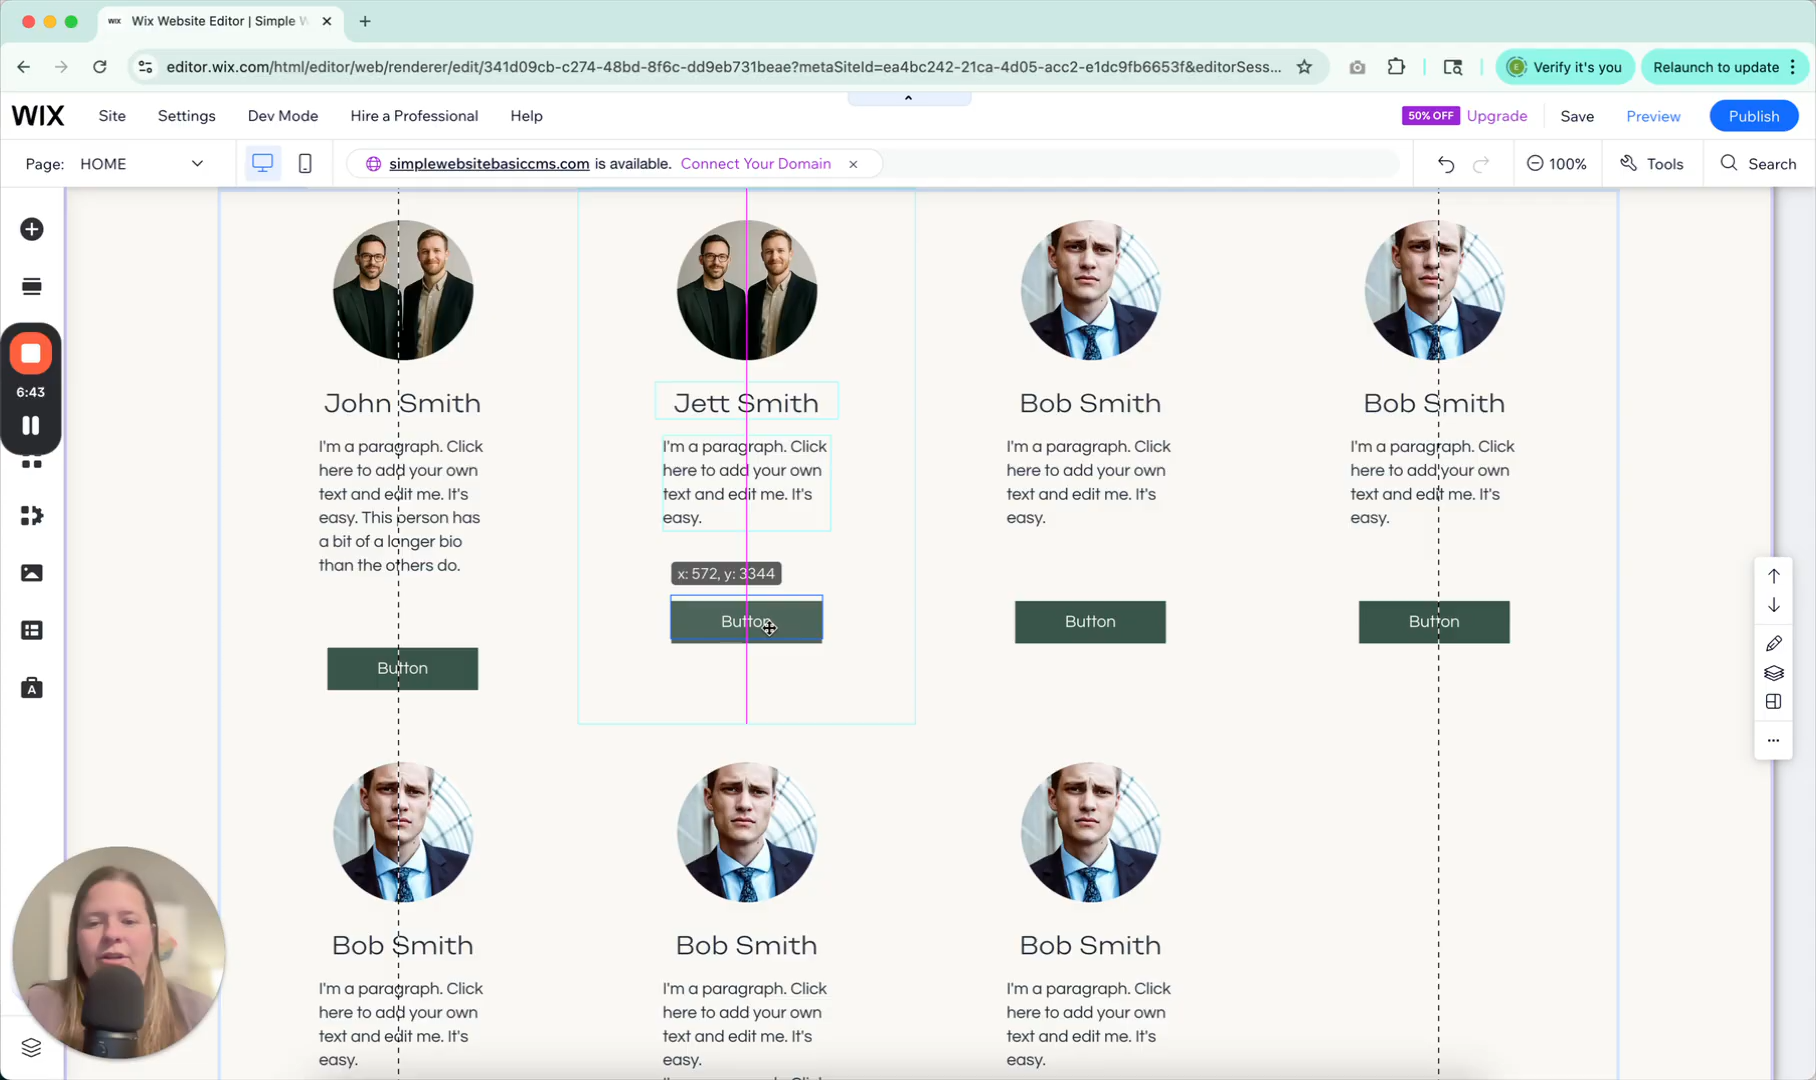 WIX Wix Website Editor | Simple W
editor.wix.com/html/editor/web/renderer/edit/341d09cb-c274-48bd-8f6c-dd9eb731beae?metaSiteId=ea4bc242-21ca-4d05-acc2-e1dc9fb6653f&editorSess...
Verify it's you
Relaunch to update
WIX
Site
Settings
Dev Mode
Hire a Professional
Help
50% OFF
Upgrade
Save
Preview
Publish
Page: HOME
simplewebsitebasiccms.com is available. Connect Your Domain
100%
Tools
Search
6:43
John Smith
I'm a paragraph. Click
here to add your own
text and edit me. It's
easy. This person has
a bit of a longer bio
than the others do.
Button
Jett Smith
I'm a paragraph. Click
here to add your own
text and edit me. It's
easy.
x: 572, y: 3344
Button
Bob Smith
I'm a paragraph. Click
here to add your own
text and edit me. It's
easy.
Button
Bob Smith
I'm a paragraph. Click
here to add your own
text and edit me. It's
easy.
Button
Bob Smith
I'm a paragraph. Click
here to add your own
text and edit me. It's
easy.
Bob Smith
I'm a paragraph. Click
here to add your own
text and edit me. It's
easy.
Bob Smith
I'm a paragraph. Click
here to add your own
text and edit me. It's
easy.
A